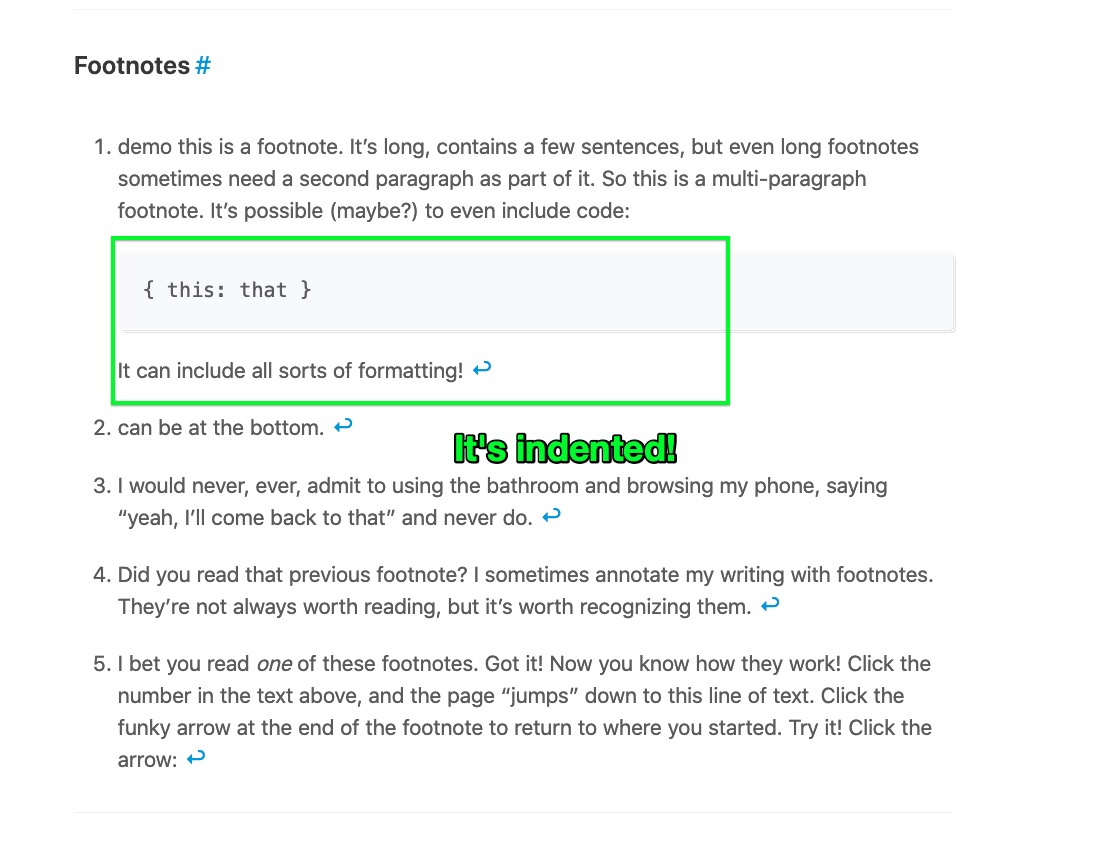 Footnotes #
1. demo this is a footnote. It’s long, contains a few sentences, but even long footnotes
sometimes need a second paragraph as part of it. So this is a multi-paragraph
footnote. It’s possible (maybe?) to even include code:
{ this: that }
It can include all sorts of formatting! ↩
2. can be at the bottom. ↩
It's indented!
3. I would never, ever, admit to using the bathroom and browsing my phone, saying
“yeah, I’ll come back to that” and never do. ↩
4. Did you read that previous footnote? I sometimes annotate my writing with footnotes.
They’re not always worth reading, but it’s worth recognizing them. ↩
5. I bet you read one of these footnotes. Got it! Now you know how they work! Click the
number in the text above, and the page “jumps” down to this line of text. Click the
funky arrow at the end of the footnote to return to where you started. Try it! Click the
arrow: ↩